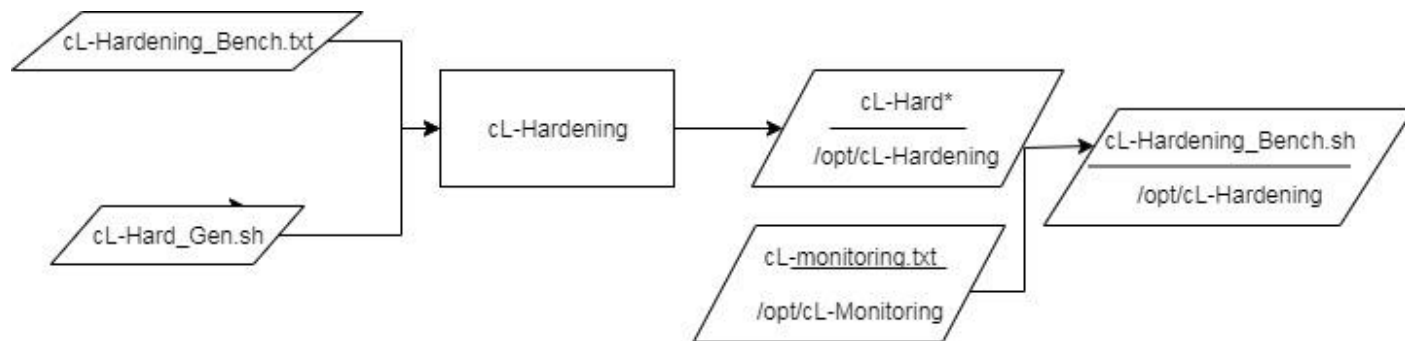 cL-Hardening_Bench.txt
cL-Hard_Gen.sh
cL-Hardening
cL-Hard*
/opt/cL-Hardening
cL-monitoring.txt
/opt/cL-Monitoring
cL-Hardening_Bench.sh
/opt/cL-Hardening